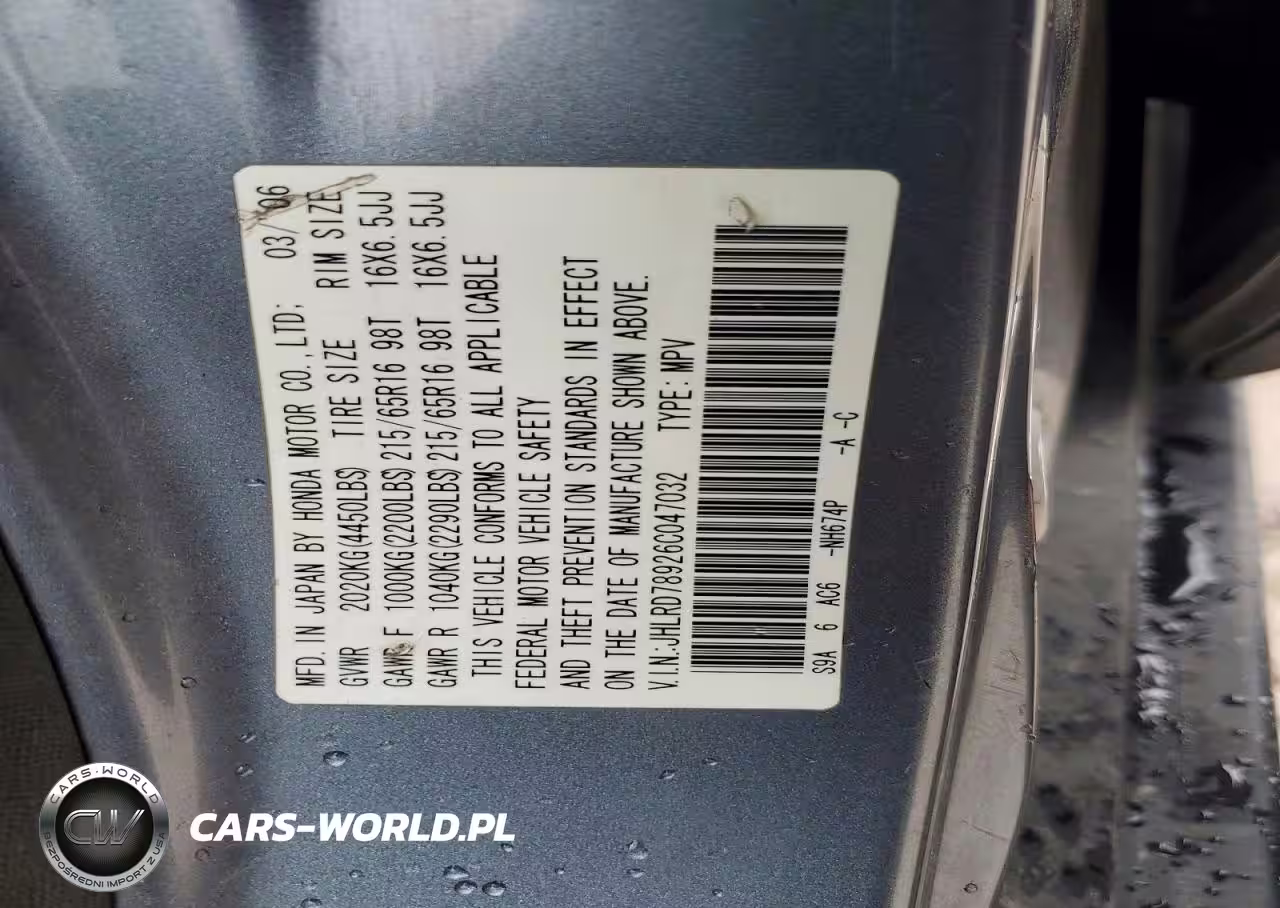 MFD. IN JAPAN BY HONDA MOTOR CO., LTD; 03/06
GVWR 2020KG(4450LBS) TIRE SIZE RIM SIZE
GAWR F 1000KG(2200LBS) 215/65R16 98T 16X6.5JJ
GAWR R 1040KG(2290LBS) 215/65R16 98T 16X6.5JJ
THIS VEHICLE CONFORMS TO ALL APPLICABLE
FEDERAL MOTOR VEHICLE SAFETY
AND THEFT PREVENTION STANDARDS IN EFFECT
ON THE DATE OF MANUFACTURE SHOWN ABOVE.
V.I.N.:JHLRD78926C047032 TYPE: MPV
S9A 6 AC6 -NH674P -A -C
CARS-WORLD
CW
BEZPOŚREDNI IMPORT Z USA
CARS-WORLD.PL